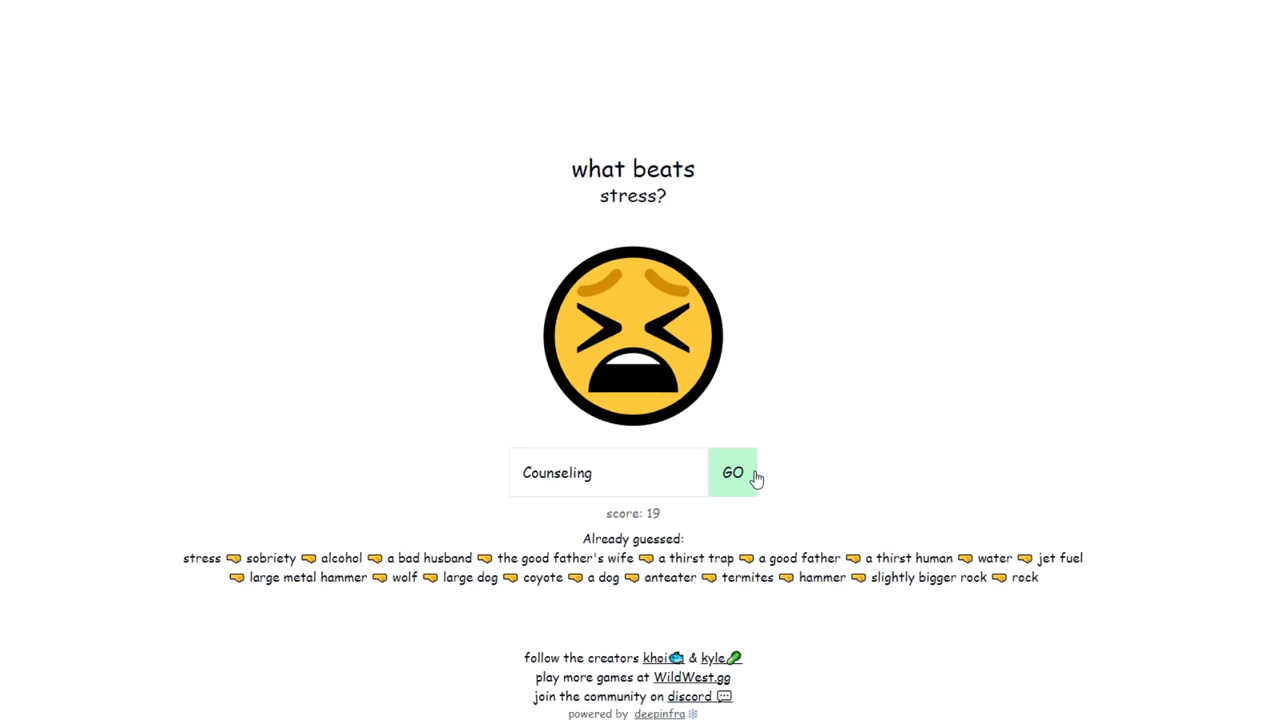 what beats
stress?
Counseling
GO
score: 19
Already guessed:
stress 🤜 sobriety 🤜 alcohol 🤜 a bad husband 🤜 the good father's wife 🤜 a thirst trap 🤜 a good father 🤜 a thirst human 🤜 water 🤜 jet fuel
🤜 large metal hammer 🤜 wolf 🤜 large dog 🤜 coyote 🤜 a dog 🤜 anteater 🤜 termites 🤜 hammer 🤜 slightly bigger rock 🤜 rock
follow the creators khoi🐟 & kyle🥒
play more games at WildWest.gg
join the community on discord 💬
powered by deepinfra🕸